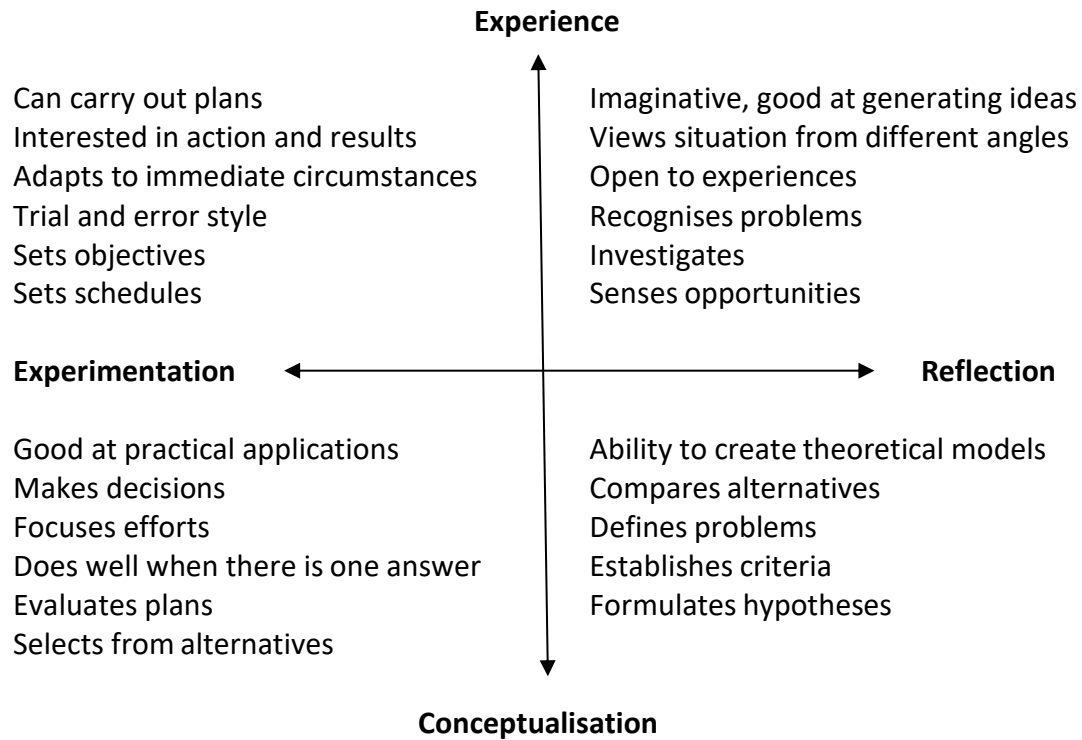 Experience
Can carry out plans
Interested in action and results
Adapts to immediate circumstances
Trial and error style
Sets objectives
Sets schedules
Imaginative, good at generating ideas
Views situation from different angles
Open to experiences
Recognises problems
Investigates
Senses opportunities
Experimentation
Reflection
Good at practical applications
Makes decisions
Focuses efforts
Does well when there is one answer
Evaluates plans
Selects from alternatives
Ability to create theoretical models
Compares alternatives
Defines problems
Establishes criteria
Formulates hypotheses
Conceptualisation